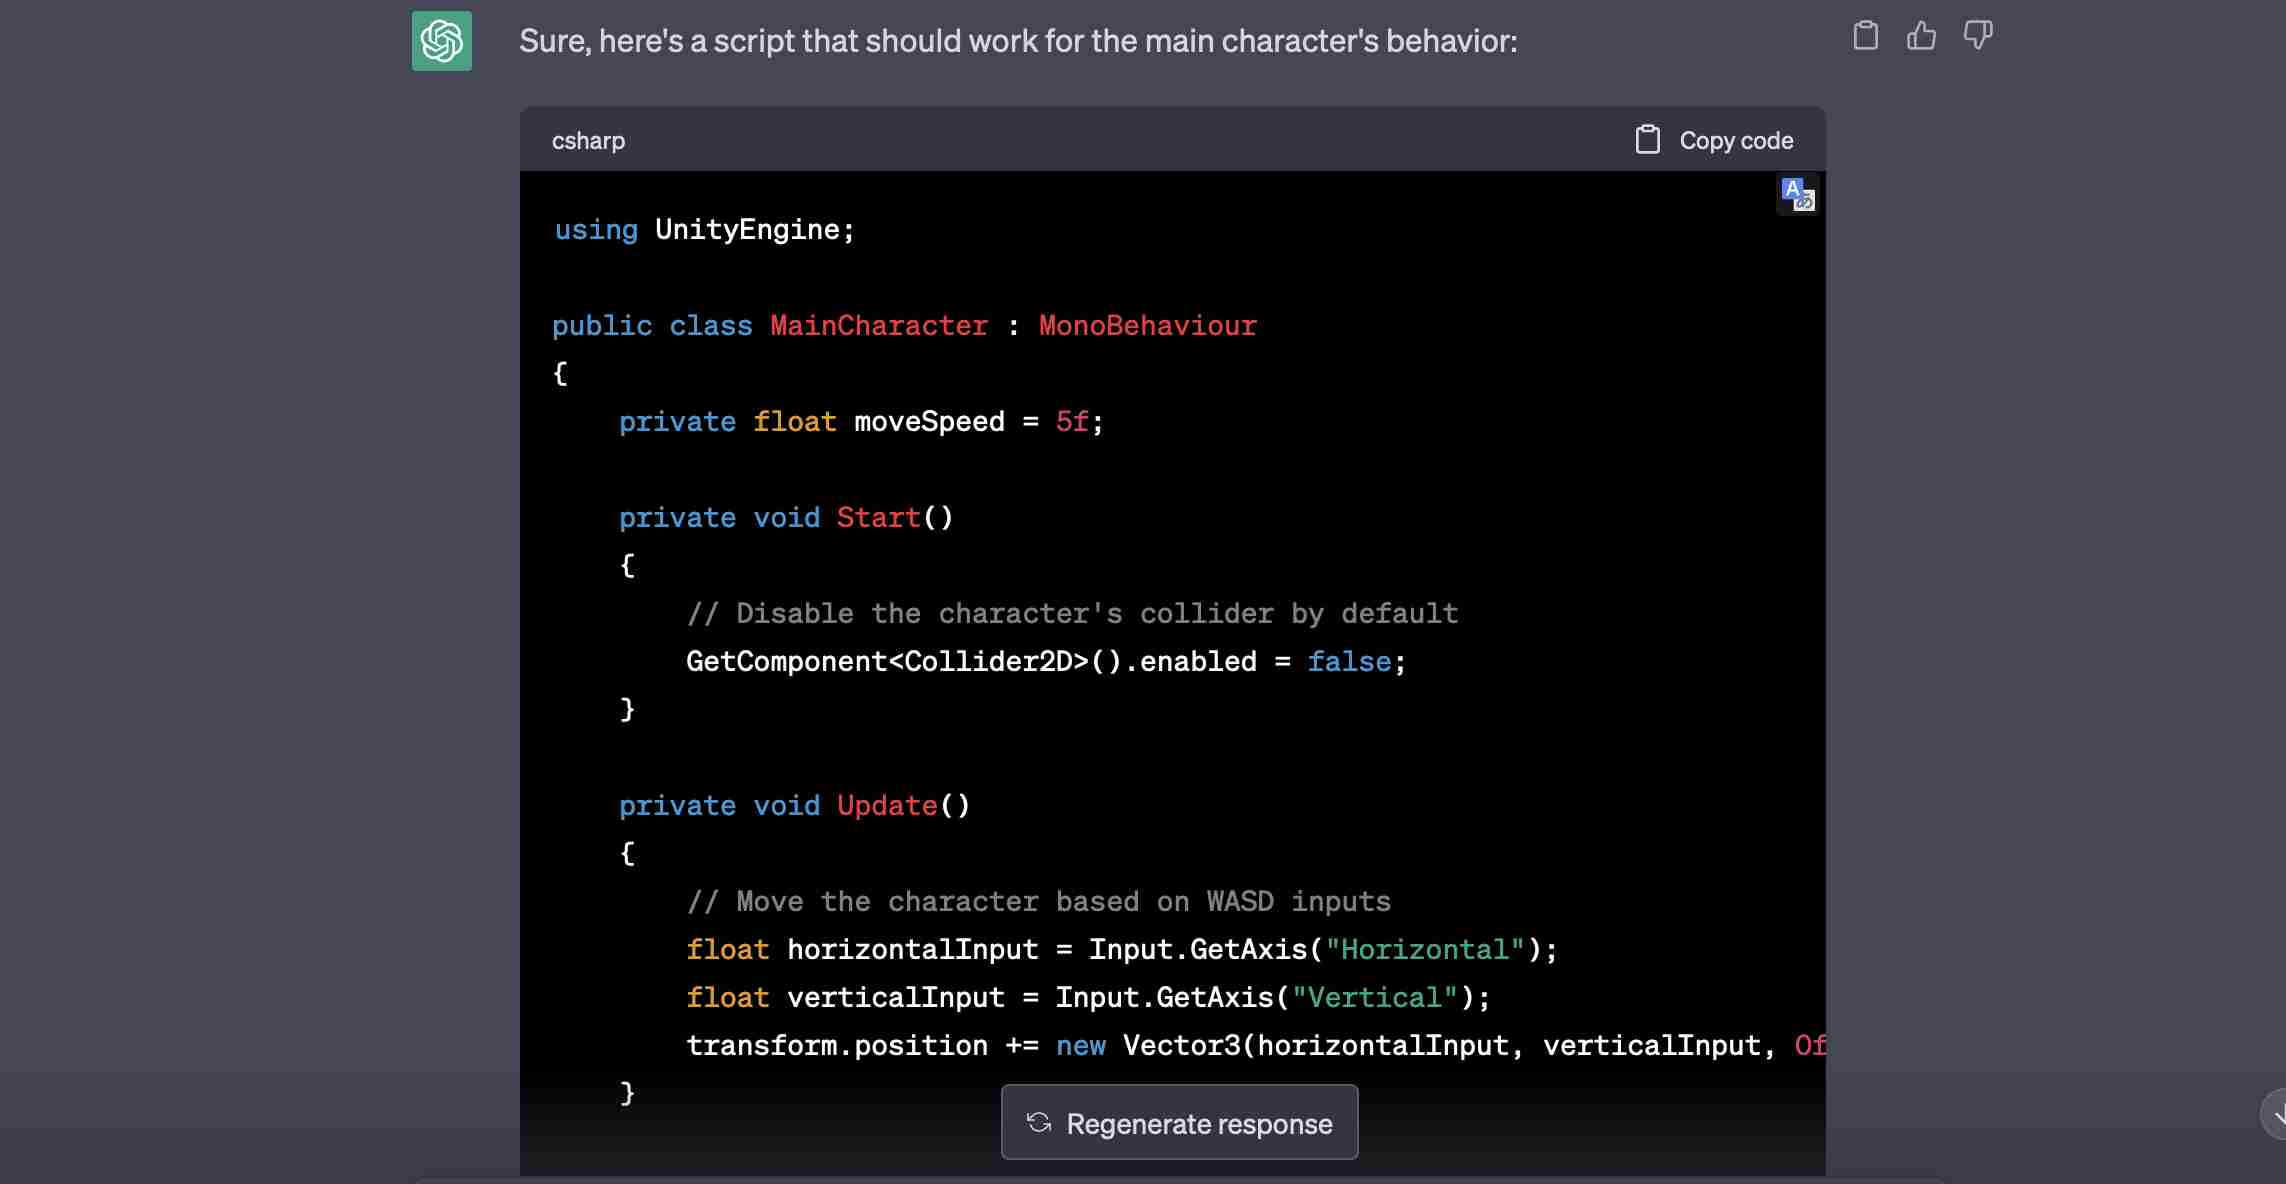 Sure, here's a script that should work for the main character's behavior:
csharp
Copy code
using UnityEngine;
public class MainCharacter : MonoBehaviour
{
    private float moveSpeed = 5f;
    private void Start()
    {
        // Disable the character's collider by default
        GetComponent<Collider2D>().enabled = false;
    }
    private void Update()
    {
        // Move the character based on WASD inputs
        float horizontalInput = Input.GetAxis("Horizontal");
        float verticalInput = Input.GetAxis("Vertical");
        transform.position += new Vector3(horizontalInput, verticalInput, 0f
    }
Regenerate response